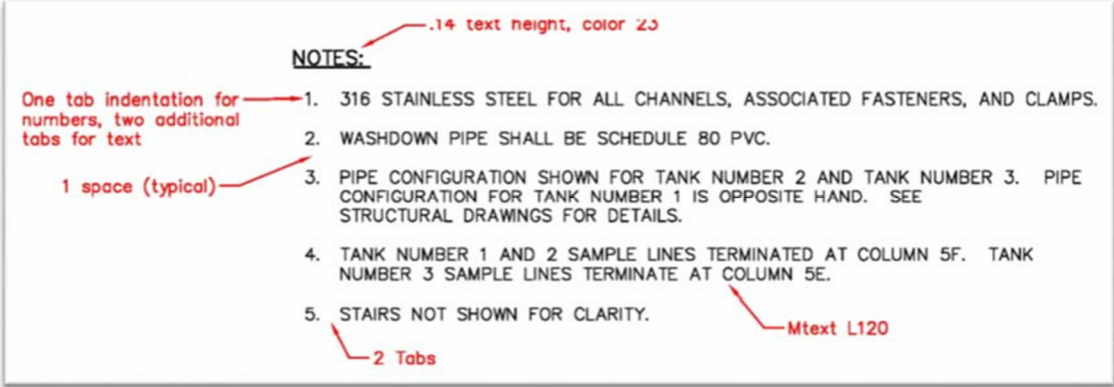 .14 text height, color 23
NOTES:
One tab indentation for
numbers, two additional
tabs for text
1. 316 STAINLESS STEEL FOR ALL CHANNELS, ASSOCIATED FASTENERS, AND CLAMPS.
2. WASHDOWN PIPE SHALL BE SCHEDULE 80 PVC.
1 space (typical)
3. PIPE CONFIGURATION SHOWN FOR TANK NUMBER 2 AND TANK NUMBER 3. PIPE
CONFIGURATION FOR TANK NUMBER 1 IS OPPOSITE HAND. SEE
STRUCTURAL DRAWINGS FOR DETAILS.
4. TANK NUMBER 1 AND 2 SAMPLE LINES TERMINATED AT COLUMN 5F. TANK
NUMBER 3 SAMPLE LINES TERMINATE AT COLUMN 5E.
5. STAIRS NOT SHOWN FOR CLARITY.
Mtext L120
2 Tabs